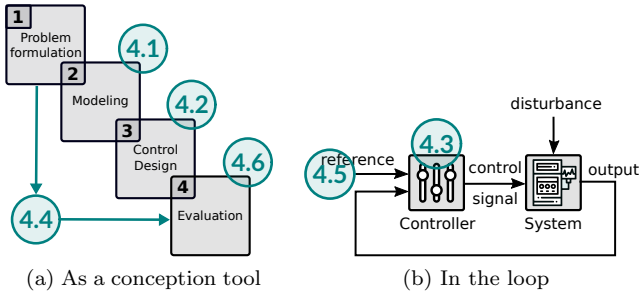 1
Problem
formulation
4.1
2
Modeling
4.2
3
Control
Design
4.6
4
Evaluation
4.4
(a) As a conception tool
disturbance
4.3
reference
4.5
control
signal
output
Controller
System
(b) In the loop